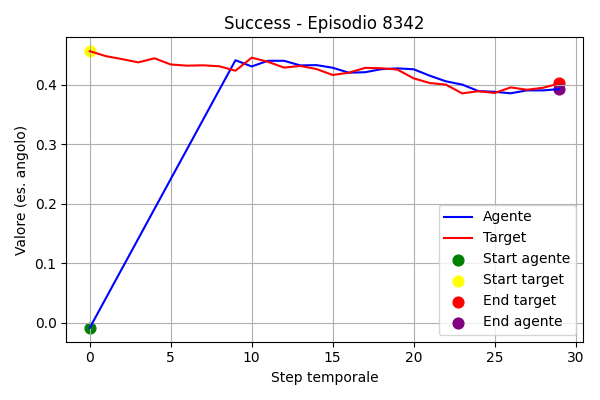 Success - Episodio 8342
Valore (es. angolo)
0.4
0.3
0.2
0.1
0.0
0
5
10
15
20
25
30
Step temporale
Agente
Target
Start agente
Start target
End target
End agente